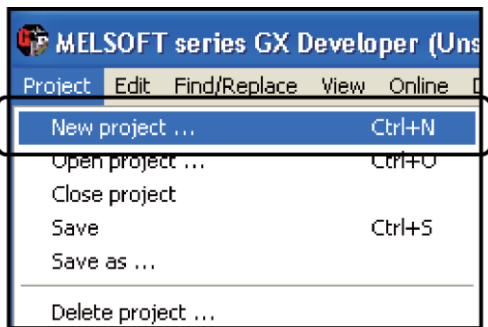 MELSOFT series GX Developer (Uns
Project Edit Find/Replace View Online
New project ... Ctrl+N
Open project ... Ctrl+O
Close project
Save Ctrl+S
Save as ...
Delete project ...